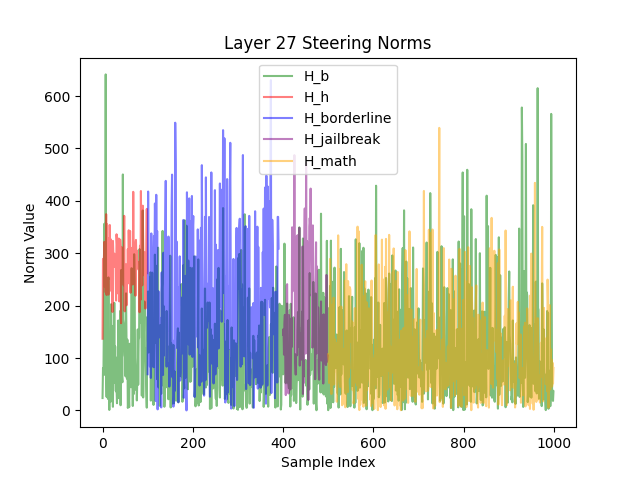 Layer 27 Steering Norms
H_b
H_h
H_borderline
H_jailbreak
H_math
Norm Value
600
500
400
300
200
100
0
0 200 400 600 800 1000
Sample Index